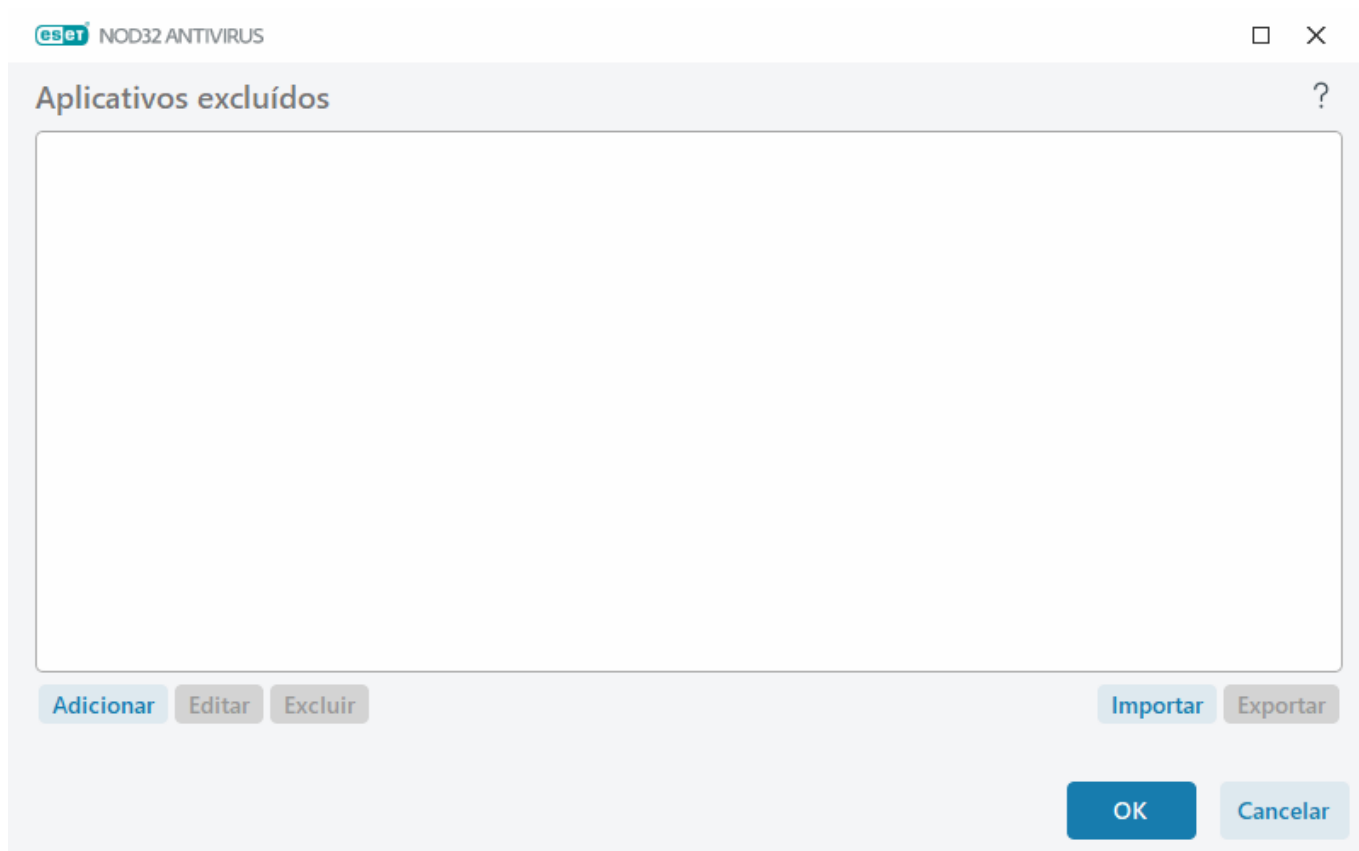 eset NOD32 ANTIVIRUS
Aplicativos excluídos ?
Adicionar Editar Excluir Importar Exportar
OK Cancelar